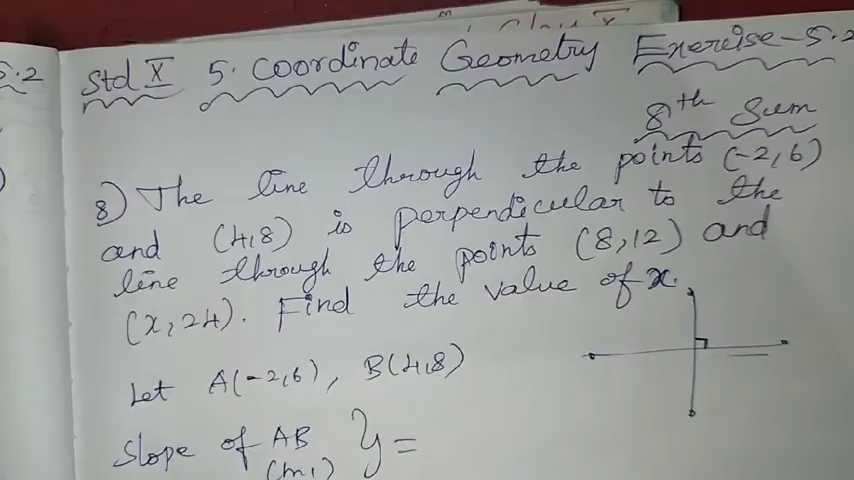 5.2
Std X 5. Coordinate Geometry Exercise-5.2
8th Sum
8) The line through the points (-2,6)
and (4,8) is perpendicular to the
line through the points (8,12) and
(x,24). Find the value of x.
Let A(-2,6), B(4,8)
Slope of AB } =
(m1)